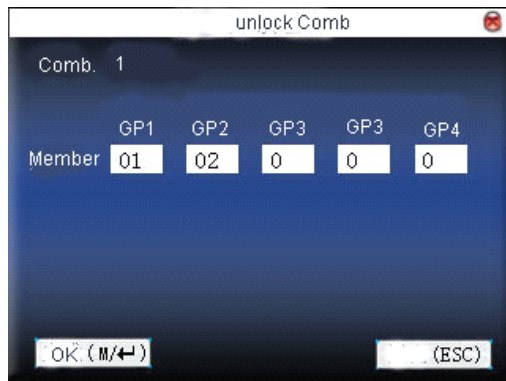 unlock Comb
Comb. 1
GP1 GP2 GP3 GP3 GP4
Member 01 02 0 0 0
OK (M/↵) (ESC)